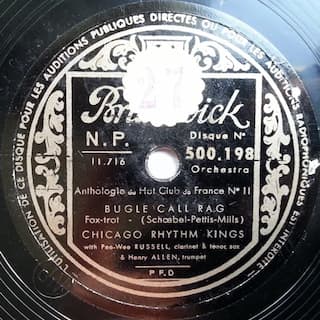 L'UTILISATION DE CE DISQUE POUR LES AUDITIONS PUBLIQUES DIRECTES OU POUR LES AUDITIONS RADIOPHONIQUES EST INTERDITE
27
Brunswick
N.P.
Disque N°
11.716
500.198
Orchestra
Anthologie du Hot Club de France N° 11
BUGLE CALL RAG
Fox-trot - (Schœbel-Pettis-Mills)
CHICAGO RHYTHM KINGS
with Pee-Wee RUSSELL, clarinet & tenor, sax
& Henry ALLEN, trumpet
P.F.D